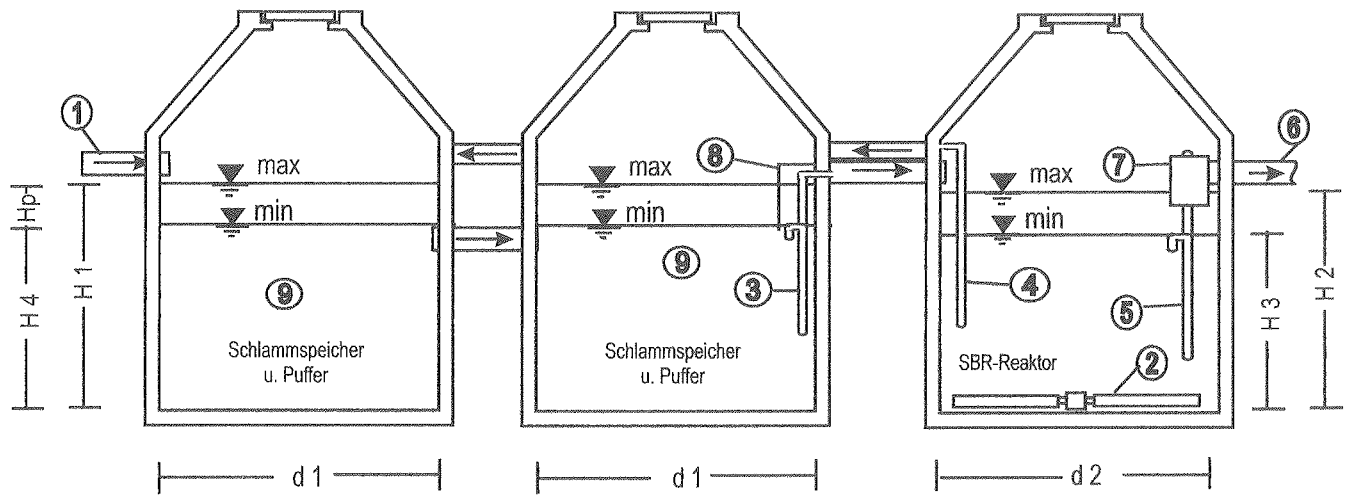 1
8
6
7
max
max
max
Hp
min
min
min
9
9
3
4
5
H 4
H 1
H 3
H 2
Schlammspeicher
u. Puffer
Schlammspeicher
u. Puffer
SBR-Reaktor
2
d 1
d 1
d 2